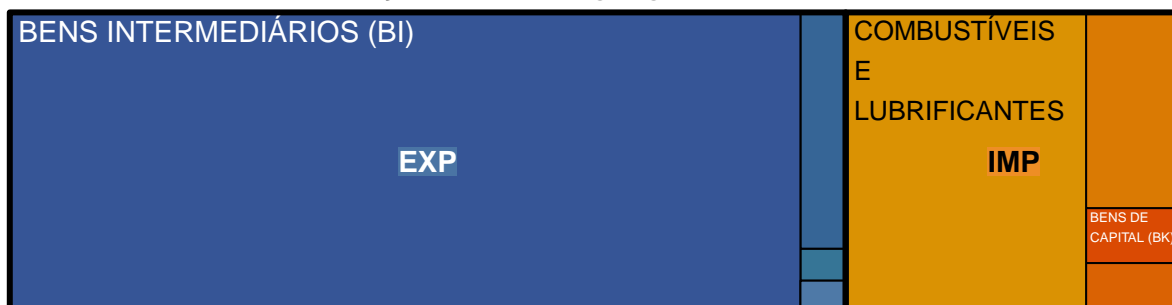 BENS INTERMEDIÁRIOS (BI)
EXP
COMBUSTÍVEIS
E
LUBRIFICANTES
IMP
BENS DE
CAPITAL (BK)